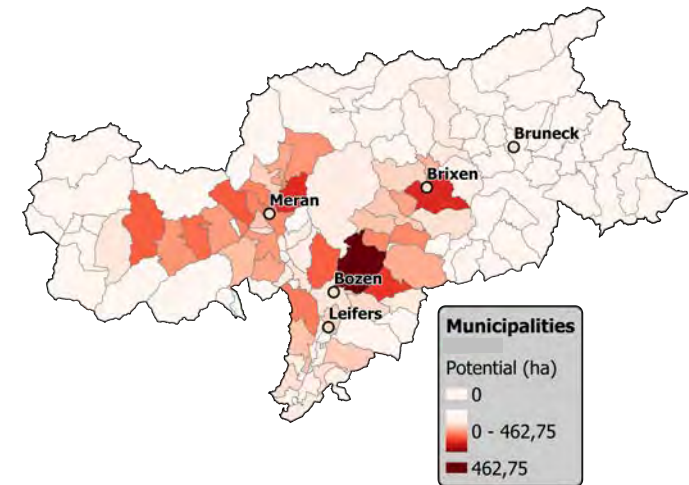 Bruneck
Brixen
Meran
Bozen
Leifers
Municipalities
Potential (ha)
0
0 - 462,75
462,75